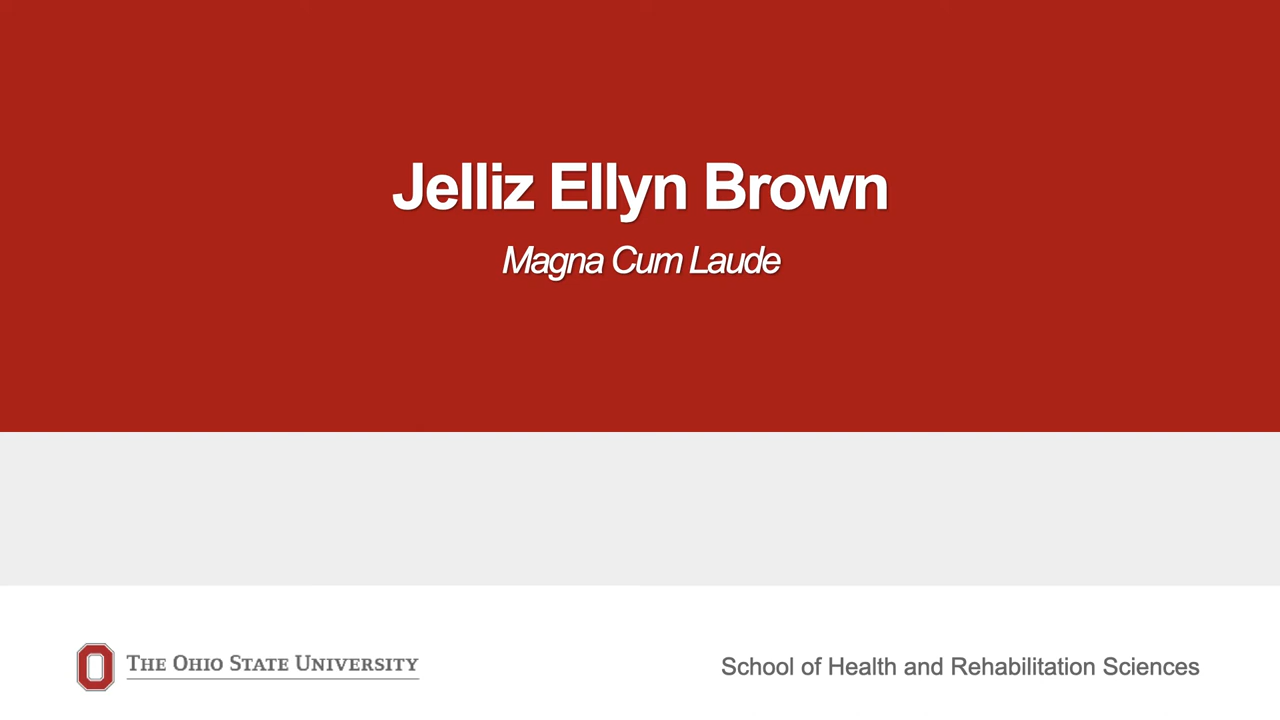 Jelliz Ellyn Brown
Magna Cum Laude
THE OHIO STATE UNIVERSITY
School of Health and Rehabilitation Sciences